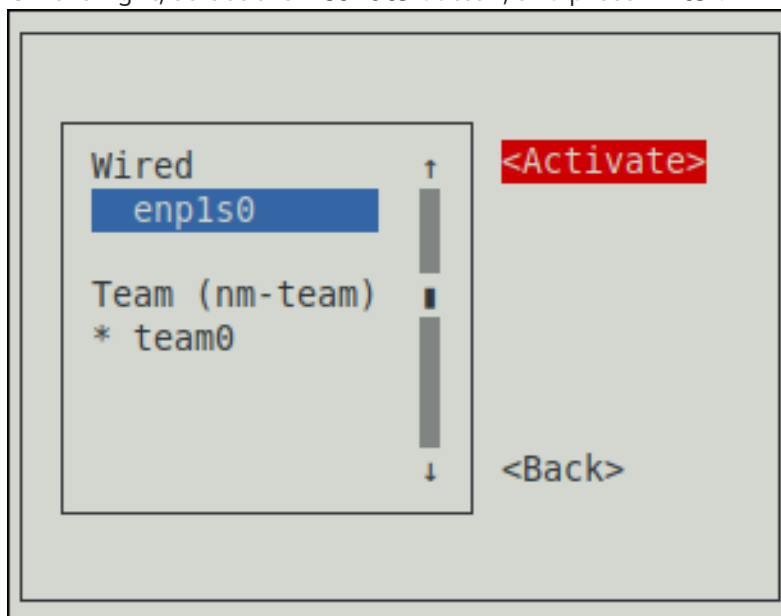 Wired
<Activate>
enp1s0
Team (nm-team)
* team0
<Back>